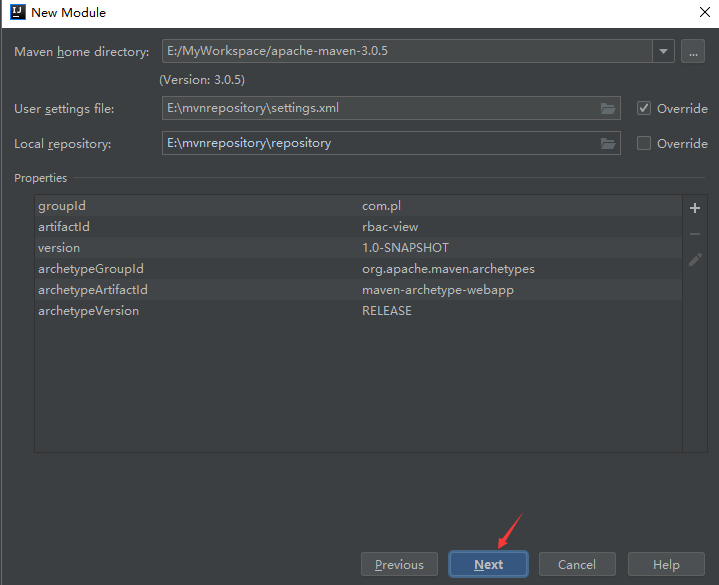 IJ New Module
Maven home directory: E:/MyWorkspace/apache-maven-3.0.5 ...
(Version: 3.0.5)
User settings file: E:\mvnrepository\settings.xml Override
Local repository: E:\mvnrepository\repository Override
Properties
groupId com.pl
artifactId rbac-view
version 1.0-SNAPSHOT
archetypeGroupId org.apache.maven.archetypes
archetypeArtifactId maven-archetype-webapp
archetypeVersion RELEASE
Previous Next Cancel Help